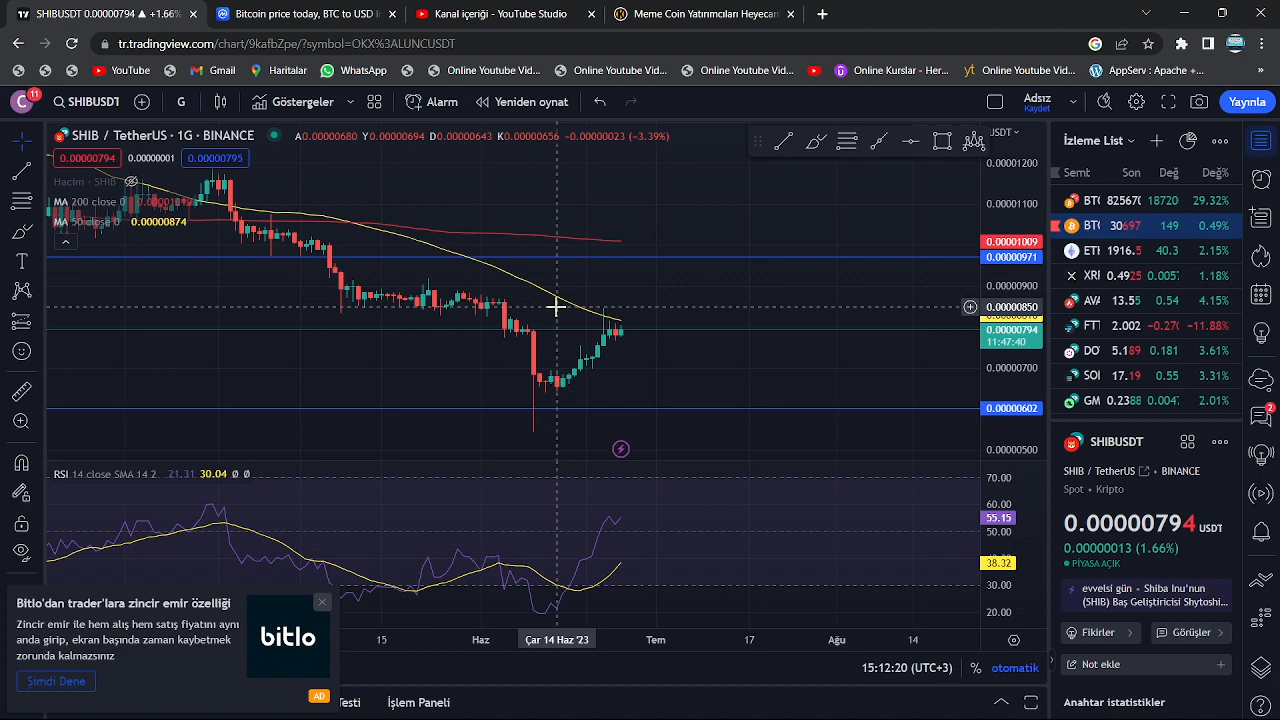 SHIBUSDT 0.00000794 ▲ +1.66%
Bitcoin price today, BTC to USD li
Kanal içeriği - YouTube Studio
Meme Coin Yatırımcıları Heyecan
tr.tradingview.com/chart/9kafbZpe/?symbol=OKX%3ALUNCUSDT
YouTube
Gmail
Haritalar
WhatsApp
Online Youtube Vid...
Online Youtube Vid...
Online Youtube Vid...
Online Kurslar - Her...
Online Youtube Vid...
AppServ : Apache +...
C 11
SHIBUSDT
G
Göstergeler
Alarm
Yeniden oynat
Adsız
Kaydet
Yayınla
SHIB / TetherUS · 1G · BINANCE
A0.00000680 Y0.00000694 D0.00000643 K0.00000656 −0.00000023 (−3.39%)
0.00000794 0.0000001 0.00000795
Hacim · SHIB
MA 200 close 0
MA 50 close 0 0.00000874
USDT
0.00001200
0.00001100
0.00001009
0.00000971
0.00000900
0.00000850
0.00000794
11:47:40
0.00000700
0.00000602
0.00000500
RSI 14 close SMA 14 2 21.31 30.04 Ø Ø
70.00
60.00
55.15
50.00
38.32
30.00
20.00
15
Haz
Çar 14 Haz '23
Tem
17
Ağu
14
15:12:20 (UTC+3)
%
otomatik
Bitlo'dan trader'lara zincir emir özelliği
Zincir emir ile hem alış hem satış fiyatını aynı
anda girip, ekran başında zaman kaybetmek
zorunda kalmazsınız
Şimdi Dene
bitlo
AD
Testi
İşlem Paneli
İzleme List
Semt Son Değ Değ%
BTC 82567 18720 29.32%
BTC 30697 149 0.49%
ETH 1916.5 40.3 2.15%
XRP 0.4925 0.0057 1.18%
AVA 13.55 0.54 4.15%
FTT 2.002 −0.270 −11.88%
DO 5.189 0.181 3.61%
SOL 17.19 0.55 3.31%
GM 0.2388 0.0047 2.01%
SHIBUSDT
SHIB / TetherUS · BINANCE
Spot · Kripto
0.00000794 USDT
0.00000013 (1.66%)
PİYASA AÇIK
evvelsi gün · Shiba Inu'nun
(SHIB) Baş Geliştiricisi Shytoshi...
Fikirler
Görüşler
Not ekle
Anahtar istatistikler
2